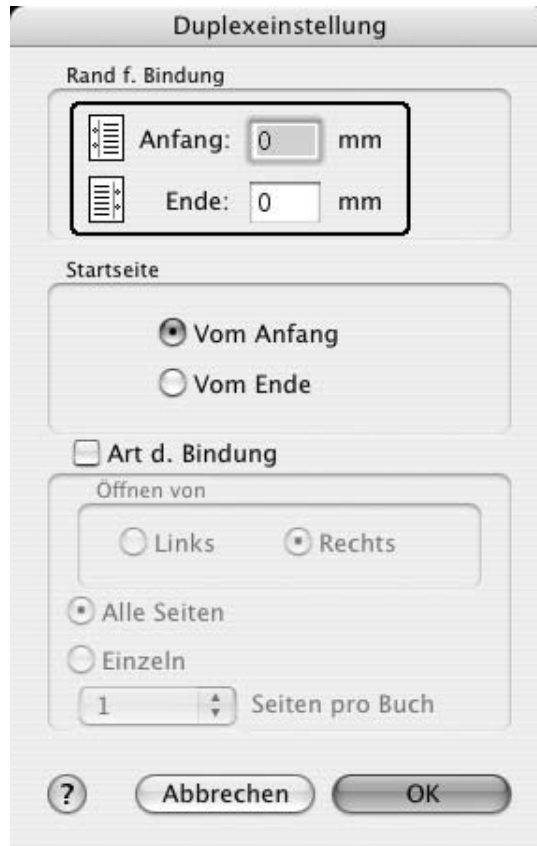 Duplexeinstellung
Rand f. Bindung
Anfang: 0 mm
Ende: 0 mm
Startseite
Vom Anfang
Vom Ende
Art d. Bindung
Öffnen von
Links Rechts
Alle Seiten
Einzeln
1 Seiten pro Buch
? Abbrechen OK